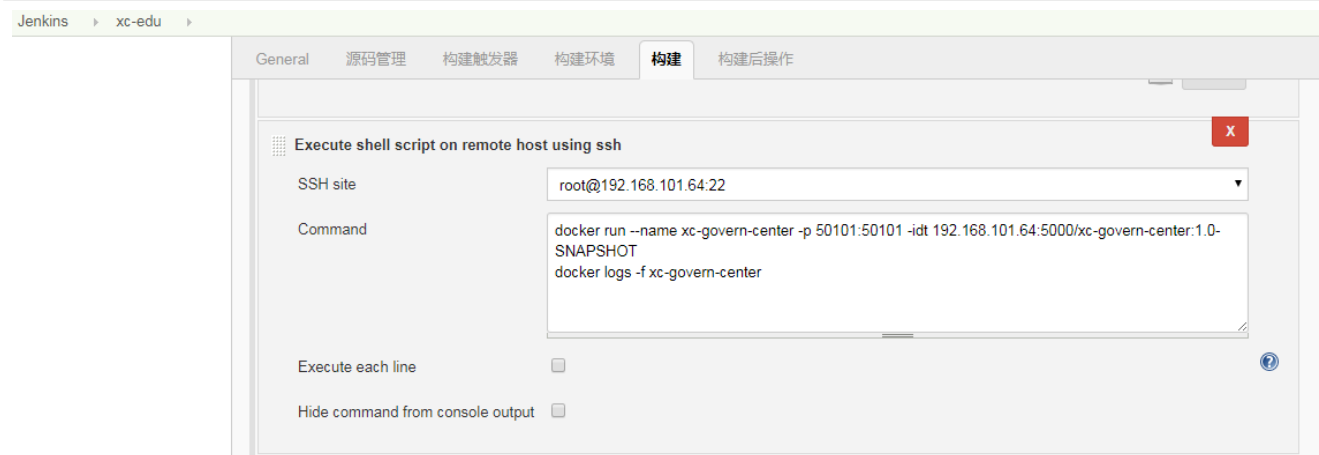 Jenkins xc-edu
General 源码管理 构建触发器 构建环境 构建 构建后操作
X
Execute shell script on remote host using ssh
SSH site root@192.168.101.64:22
Command docker run --name xc-govern-center -p 50101:50101 -idt 192.168.101.64:5000/xc-govern-center:1.0-
SNAPSHOT
docker logs -f xc-govern-center
Execute each line
Hide command from console output